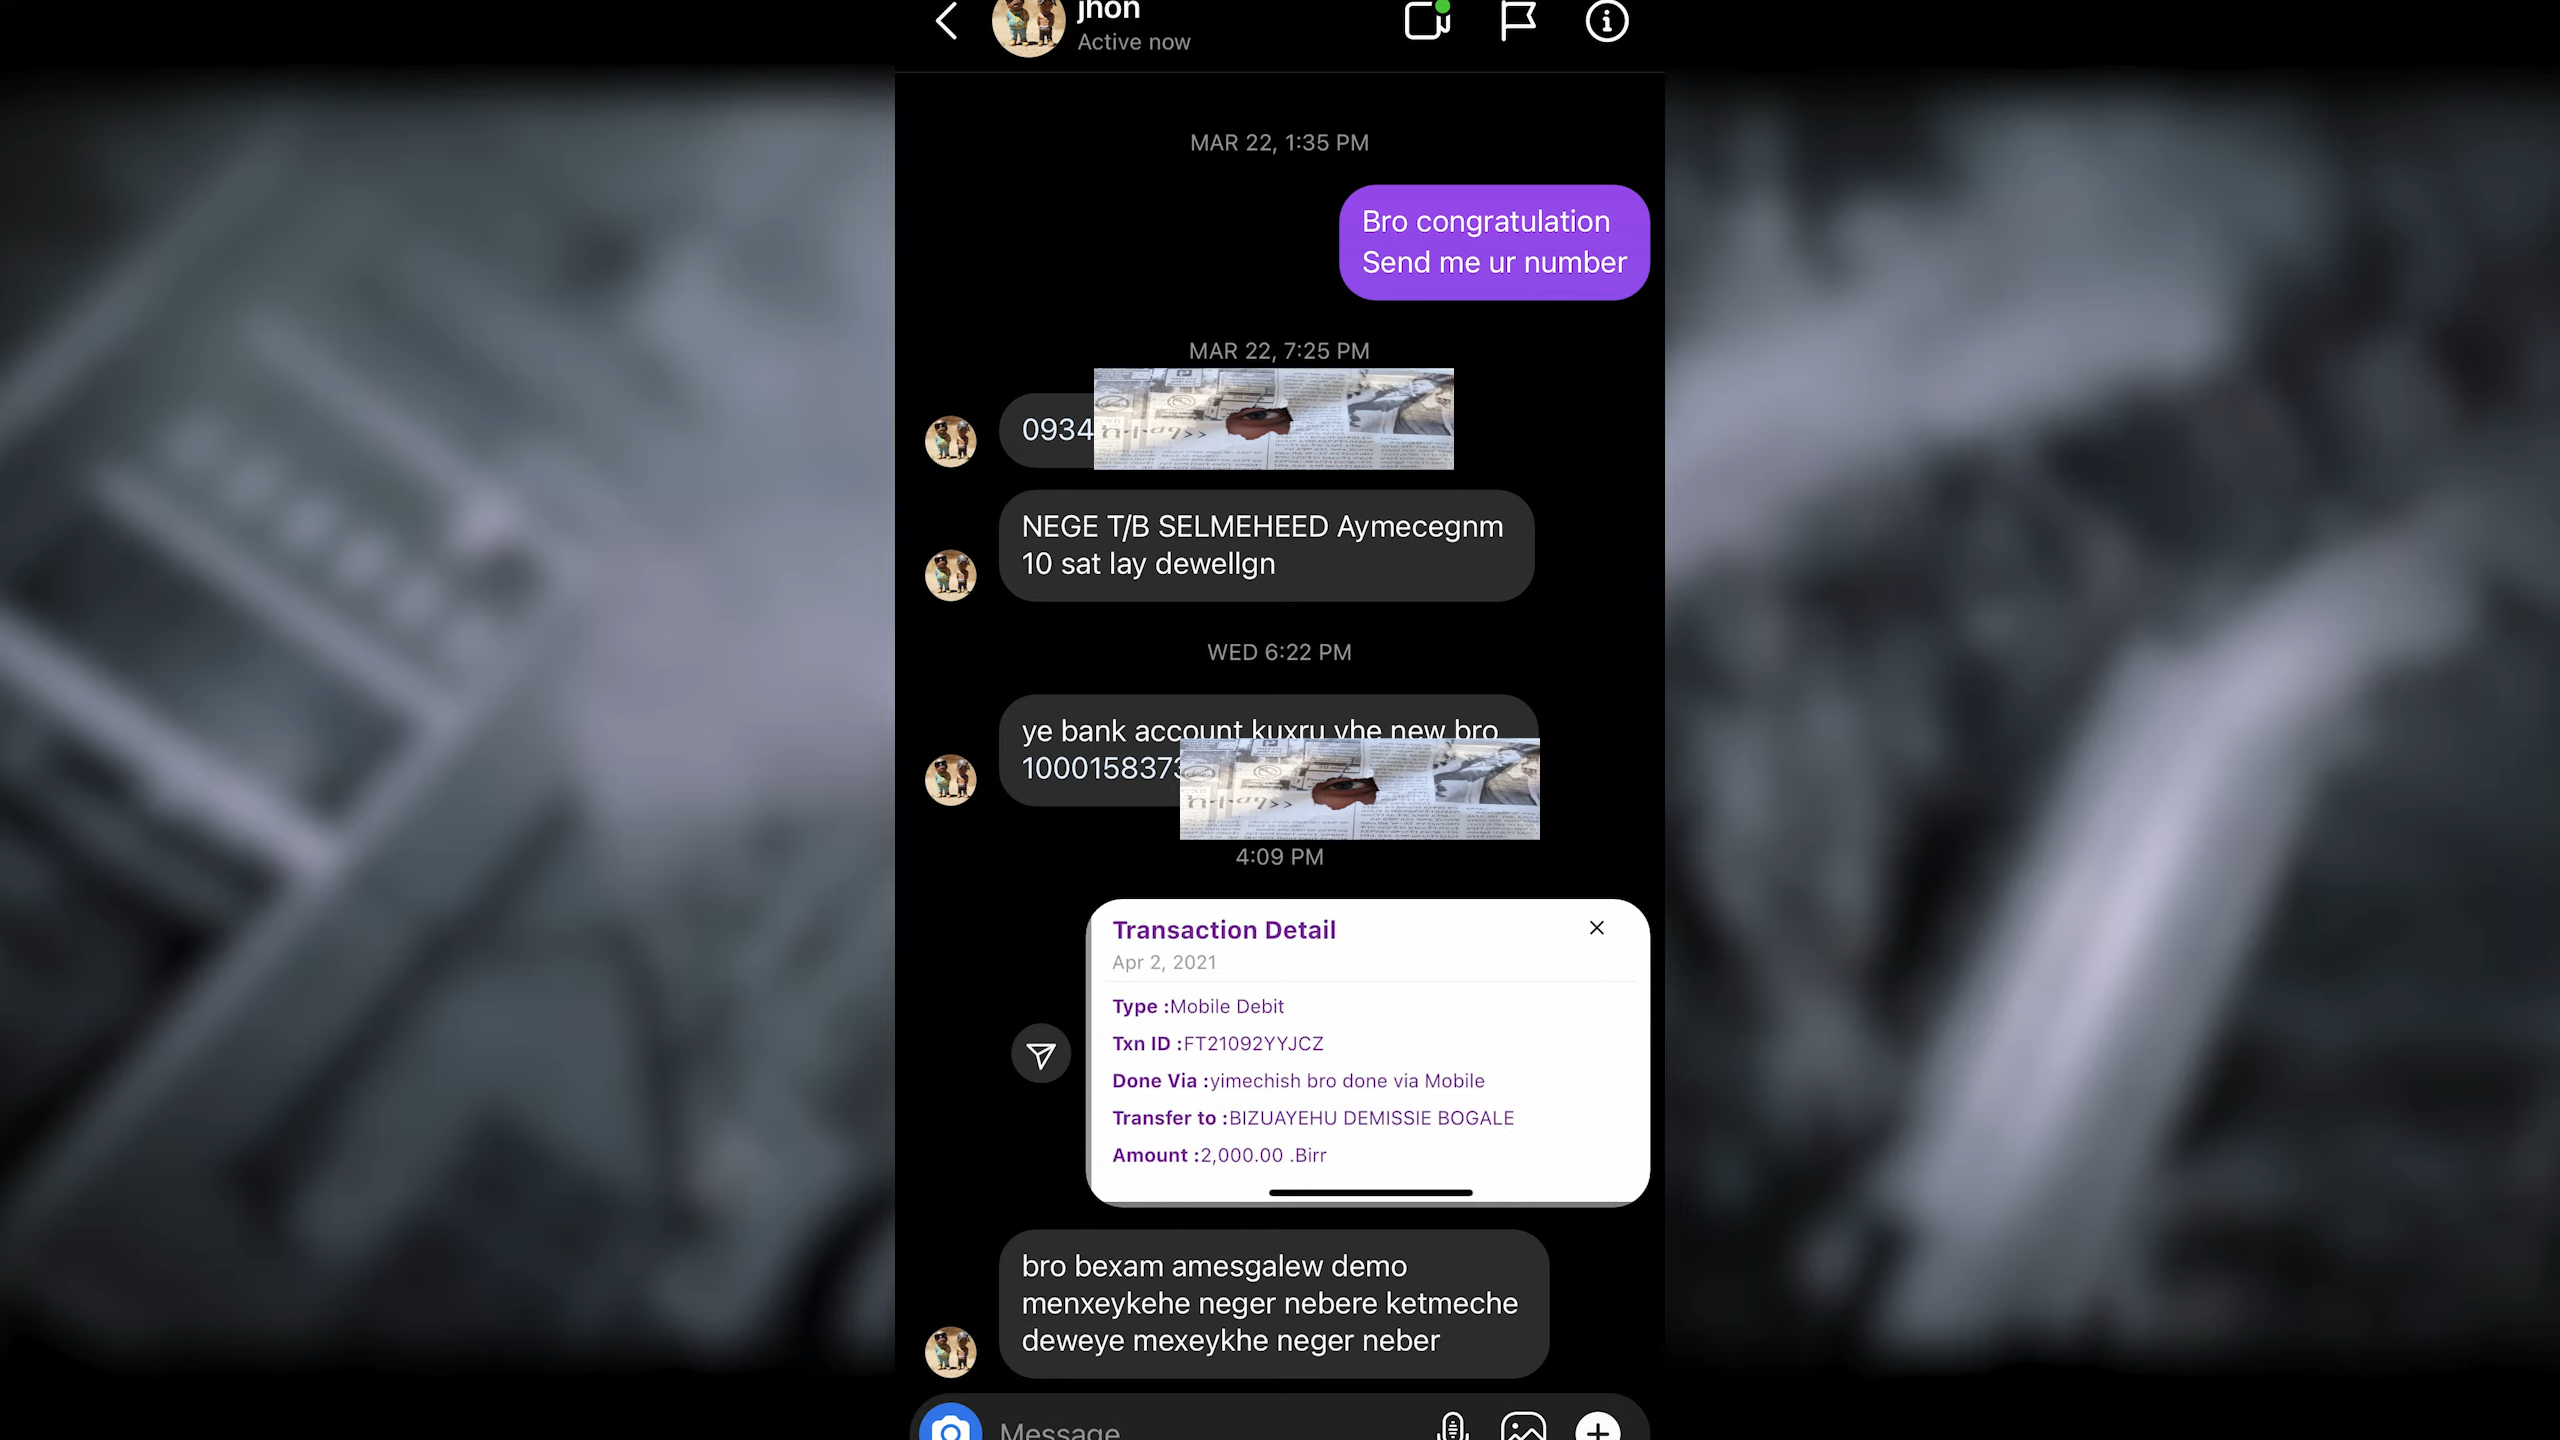 jhon
Active now
MAR 22, 1:35 PM
Bro congratulation
Send me ur number
MAR 22, 7:25 PM
0934
NEGE T/B SELMEHEED Aymecegnm
10 sat lay dewellgn
WED 6:22 PM
ye bank account kuxru yhe new bro
1000158373
4:09 PM
Transaction Detail
Apr 2, 2021
Type :Mobile Debit
Txn ID :FT21092YYJCZ
Done Via :yimechish bro done via Mobile
Transfer to :BIZUAYEHU DEMISSIE BOGALE
Amount :2,000.00 .Birr
bro bexam amesgalew demo
menxeykehe neger nebere ketmeche
deweye mexeykhe neger neber
Message